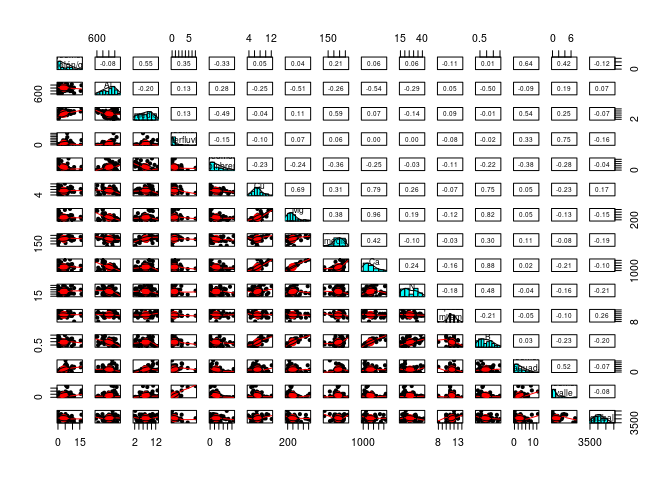 600 0 5 4 12 150 15 40 0.5 0 6
-0.08 0.55 0.35 -0.33 0.05 0.04 0.21 0.06 0.06 -0.11 0.01 0.64 0.42 -0.12 0
600 -0.20 0.13 0.28 -0.25 -0.51 -0.26 -0.54 -0.29 0.05 -0.50 -0.09 0.19 0.07
0.13 -0.49 -0.04 0.11 0.59 0.07 -0.14 0.09 -0.01 0.54 0.25 -0.07 2
0 erfluvi -0.15 -0.10 0.07 0.06 0.00 0.00 -0.08 -0.02 0.33 0.75 -0.16
-0.23 -0.24 -0.36 -0.25 -0.03 -0.11 -0.22 -0.38 -0.28 -0.04 0
4 0.69 0.31 0.79 0.26 -0.07 0.75 0.05 -0.23 0.17
Mg 0.38 0.96 0.19 -0.12 0.82 0.05 -0.13 -0.15 200
150 0.42 -0.10 -0.03 0.30 0.11 -0.08 -0.19
Ca 0.24 -0.16 0.88 0.02 -0.21 -0.10 1000
15 -0.18 0.48 -0.04 -0.16 -0.21
-0.21 -0.05 -0.10 0.26 8
0.5 0.03 -0.23 -0.20
0.52 -0.07 0
0 valle -0.08
3500
0 15 2 12 0 8 200 1000 8 13 0 10 3500